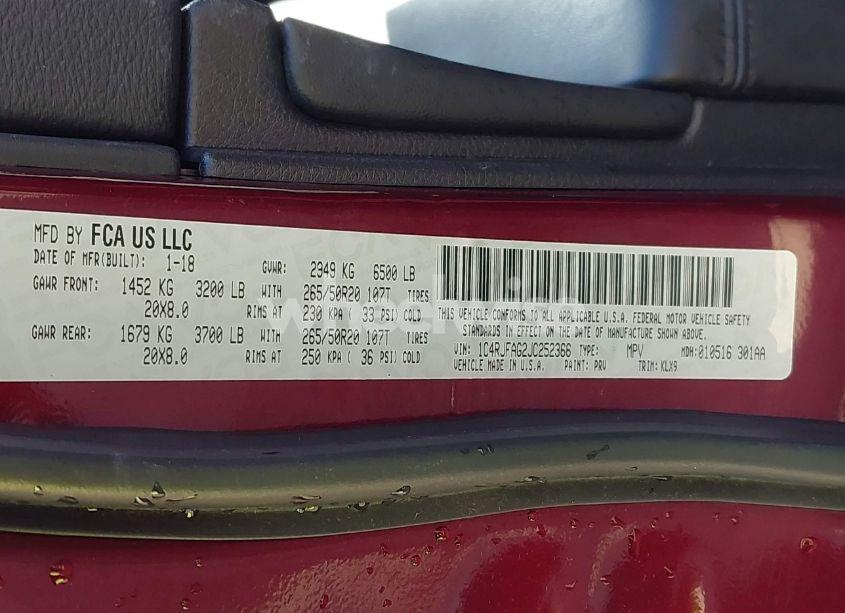 MFD BY FCA US LLC
DATE OF MFR(BUILT): 1-18 GVWR: 2949 KG 6500 LB
GAWR FRONT: 1452 KG 3200 LB WITH 265/50R20 107T TIRES
20X8.0 RIMS AT 230 KPA ( 33 PSI) COLD
GAWR REAR: 1679 KG 3700 LB WITH 265/50R20 107T TIRES
20X8.0 RIMS AT 250 KPA ( 36 PSI) COLD
THIS VEHICLE CONFORMS TO ALL APPLICABLE U.S.A. FEDERAL MOTOR VEHICLE SAFETY
STANDARDS IN EFFECT ON THE DATE OF MANUFACTURE SHOWN ABOVE.
VIN: 1C4RJFAG2JC252366 TYPE: MPV MDH: 010516 301AA
VEHICLE MADE IN U.S.A. PAINT: PRV TRIM: KLX9